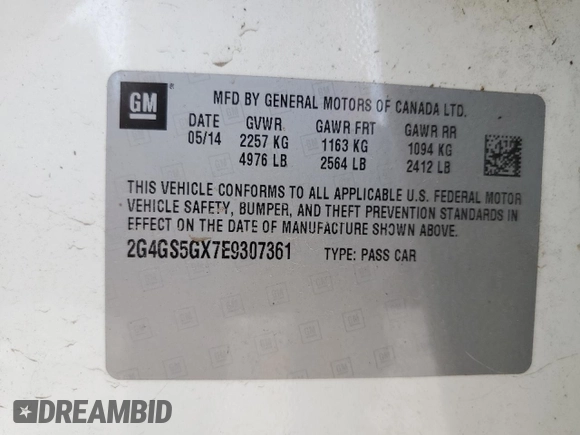 GM
MFD BY GENERAL MOTORS OF CANADA LTD.
DATE GVWR GAWR FRT GAWR RR
05/14 2257 KG 1163 KG 1094 KG
4976 LB 2564 LB 2412 LB
THIS VEHICLE CONFORMS TO ALL APPLICABLE U.S. FEDERAL MOTOR
VEHICLE SAFETY, BUMPER, AND THEFT PREVENTION STANDARDS IN
EFFECT ON THE DATE OF MANUFACTURE SHOWN ABOVE.
2G4GS5GX7E9307361 TYPE: PASS CAR
DREAMBID